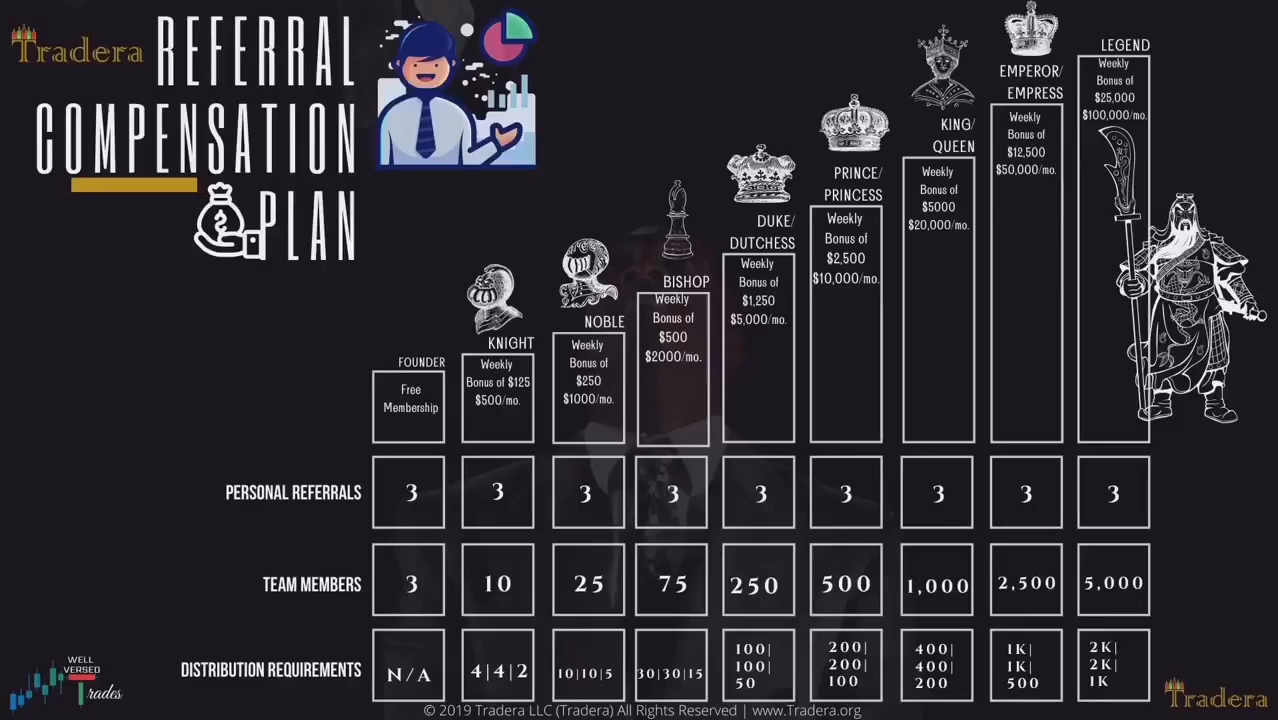 Tradera
REFERRAL
COMPENSATION
PLAN
FOUNDER
Free
Membership
KNIGHT
Weekly
Bonus of $125
$500/mo.
NOBLE
Weekly
Bonus of
$250
$1000/mo.
BISHOP
Weekly
Bonus of
$500
$2000/mo.
DUKE/
DUTCHESS
Weekly
Bonus of
$1,250
$5,000/mo.
PRINCE/
PRINCESS
Weekly
Bonus of
$2,500
$10,000/mo.
KING/
QUEEN
Weekly
Bonus of
$5000
$20,000/mo.
EMPEROR/
EMPRESS
Weekly
Bonus of
$12,500
$50,000/mo.
LEGEND
Weekly
Bonus of
$25,000
$100,000/mo.
PERSONAL REFERRALS 3 3 3 3 3 3 3 3 3
TEAM MEMBERS 3 10 25 75 250 500 1,000 2,500 5,000
DISTRIBUTION REQUIREMENTS N/A 4|4|2 10|10|5 30|30|15
100|
100|
50
200|
200|
100
400|
400|
200
1K|
1K|
500
2K|
2K|
1K
WELL
VERSED
Trades
© 2019 Tradera LLC (Tradera) All Rights Reserved | www.Tradera.org
Tradera